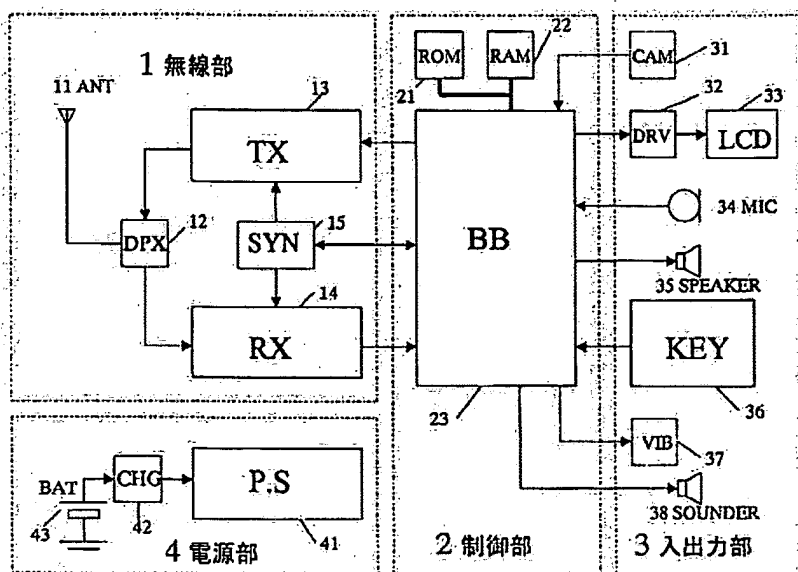 1 無線部
11 ANT
13
TX
12
DPX
15
SYN
14
RX
ROM
21
RAM
22
BB
23
2 制御部
CAM
31
32
DRV
33
LCD
34 MIC
35 SPEAKER
KEY
36
VIB
37
38 SOUNDER
3 入出力部
BAT
43
CHG
42
P.S
41
4 電源部